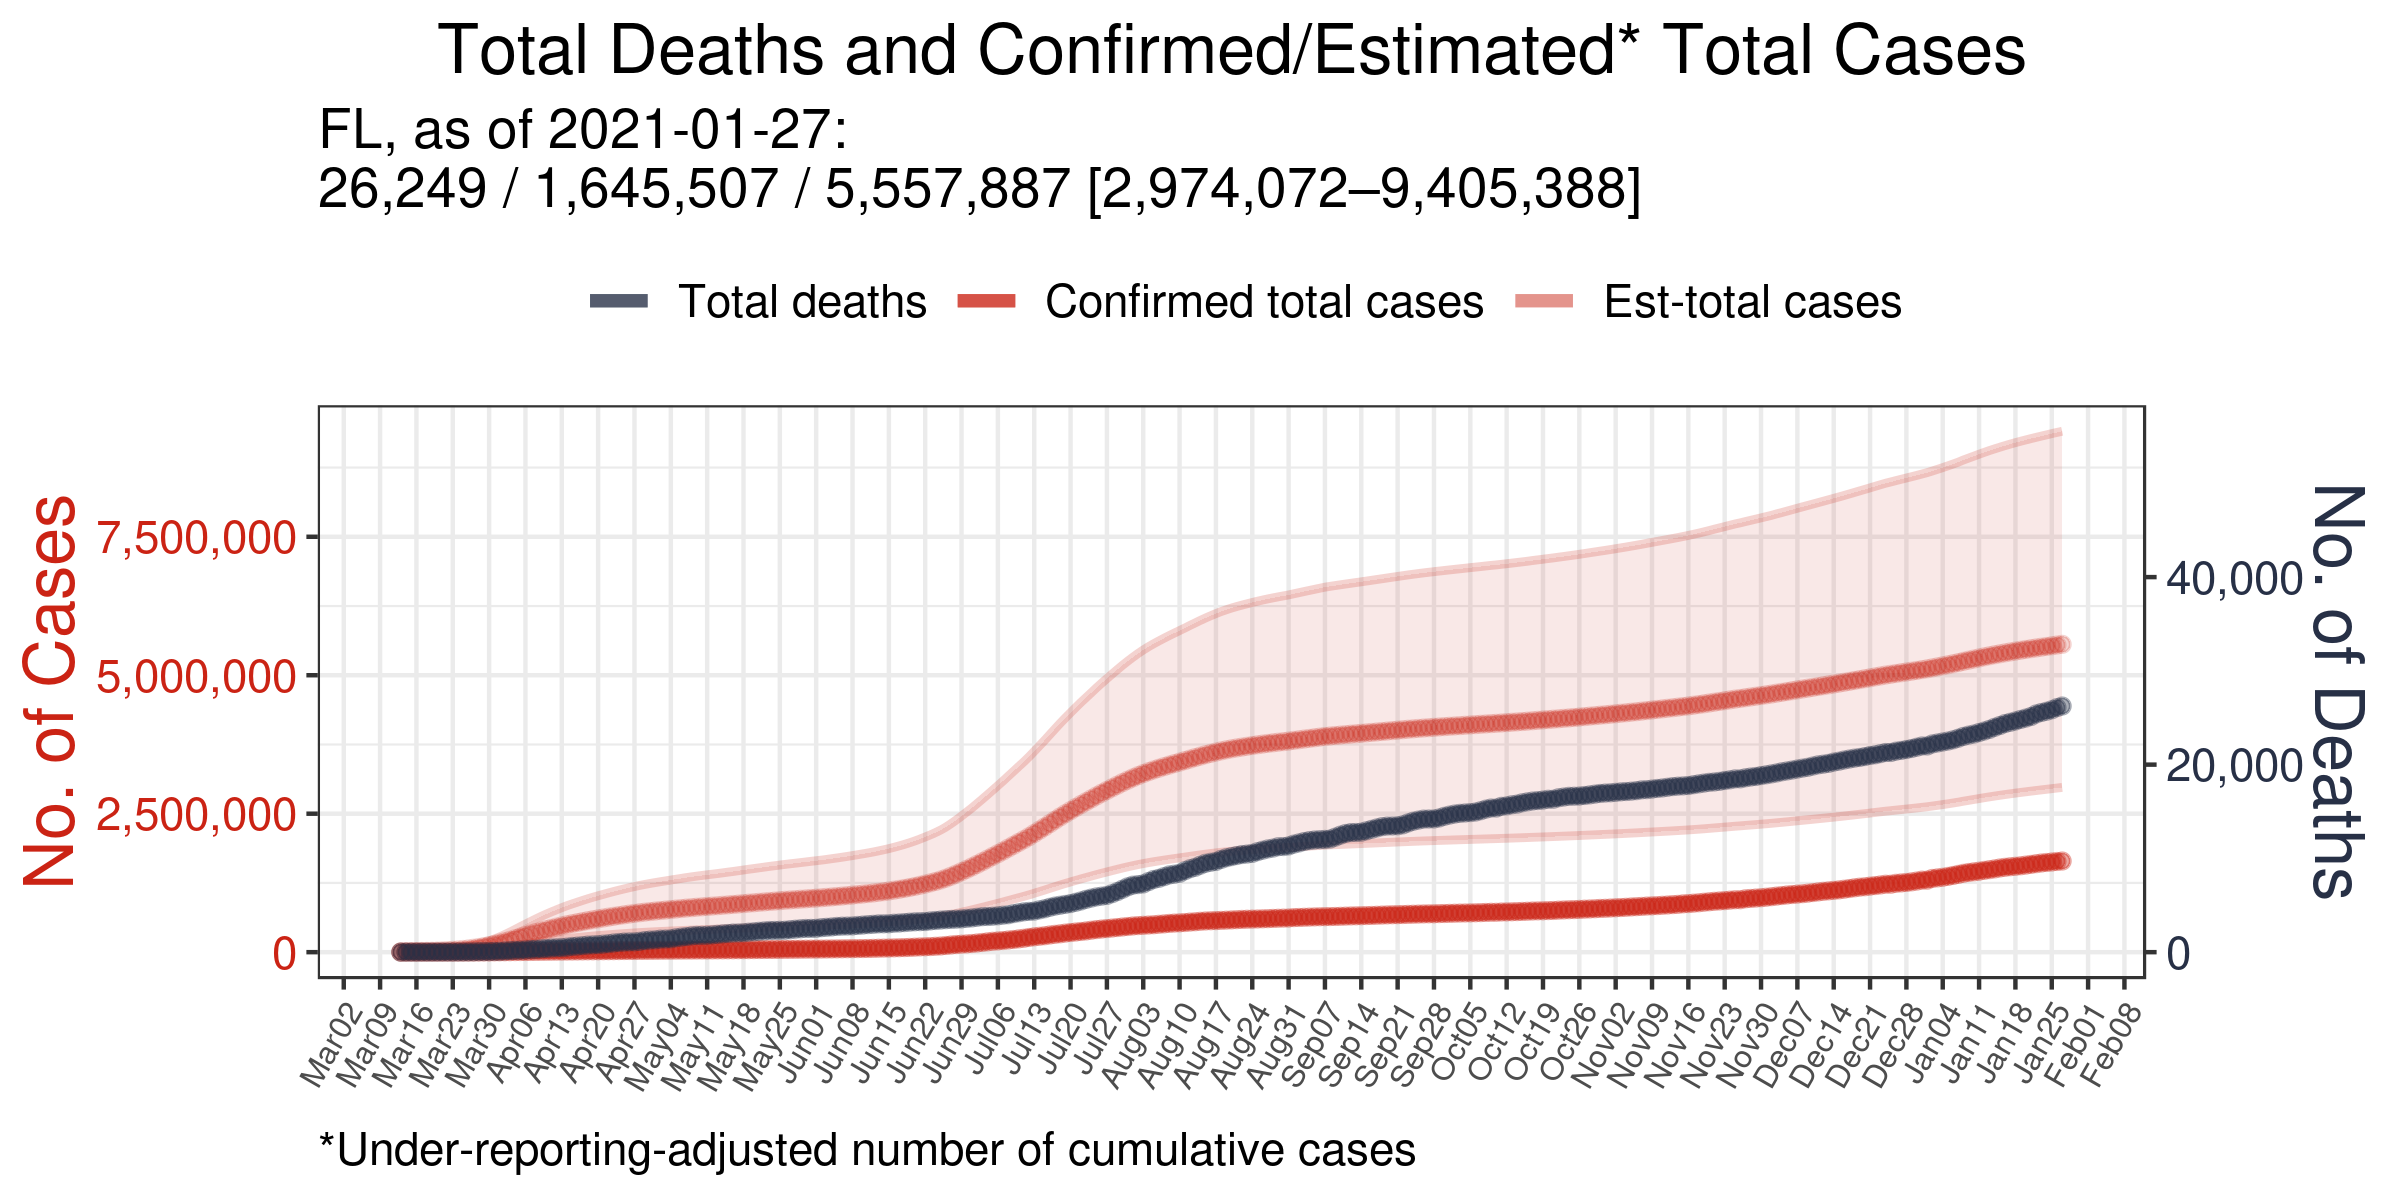 Total Deaths and Confirmed/Estimated* Total Cases
FL, as of 2021-01-27:
26,249 / 1,645,507 / 5,557,887 [2,974,072–9,405,388]
Total deaths
Confirmed total cases
Est-total cases
No. of Cases
7,500,000
5,000,000
2,500,000
0
40,000
20,000
0
No. of Deaths
Mar02
Mar09
Mar16
Mar23
Mar30
Apr06
Apr13
Apr20
Apr27
May04
May11
May18
May25
Jun01
Jun08
Jun15
Jun22
Jun29
Jul06
Jul13
Jul20
Jul27
Aug03
Aug10
Aug17
Aug24
Aug31
Sep07
Sep14
Sep21
Sep28
Oct05
Oct12
Oct19
Oct26
Nov02
Nov09
Nov16
Nov23
Nov30
Dec07
Dec14
Dec21
Dec28
Jan04
Jan11
Jan18
Jan25
Feb01
Feb08
*Under-reporting-adjusted number of cumulative cases